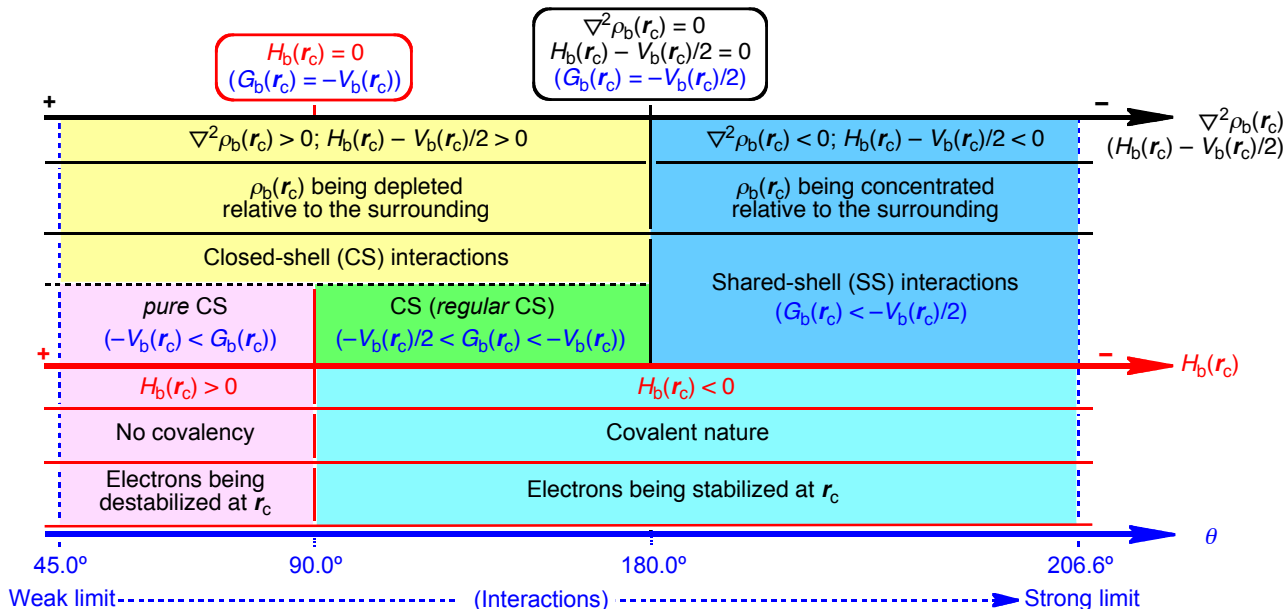 ∇²ρb(rc) = 0
Hb(rc) = 0
Hb(rc) – Vb(rc)/2 = 0
(Gb(rc) = –Vb(rc))
(Gb(rc) = –Vb(rc)/2)
+
–
∇²ρb(rc) > 0; Hb(rc) – Vb(rc)/2 > 0
∇²ρb(rc) < 0; Hb(rc) – Vb(rc)/2 < 0
∇²ρb(rc)
(Hb(rc) – Vb(rc)/2)
ρb(rc) being depleted
relative to the surrounding
ρb(rc) being concentrated
relative to the surrounding
Closed-shell (CS) interactions
Shared-shell (SS) interactions
(Gb(rc) < –Vb(rc)/2)
pure CS
(–Vb(rc) < Gb(rc))
CS (regular CS)
(–Vb(rc)/2 < Gb(rc) < –Vb(rc))
+
–
Hb(rc)
Hb(rc) > 0
Hb(rc) < 0
No covalency
Covalent nature
Electrons being
destabilized at rc
Electrons being stabilized at rc
θ
45.0º
90.0º
180.0º
206.6º
Weak limit
(Interactions)
Strong limit